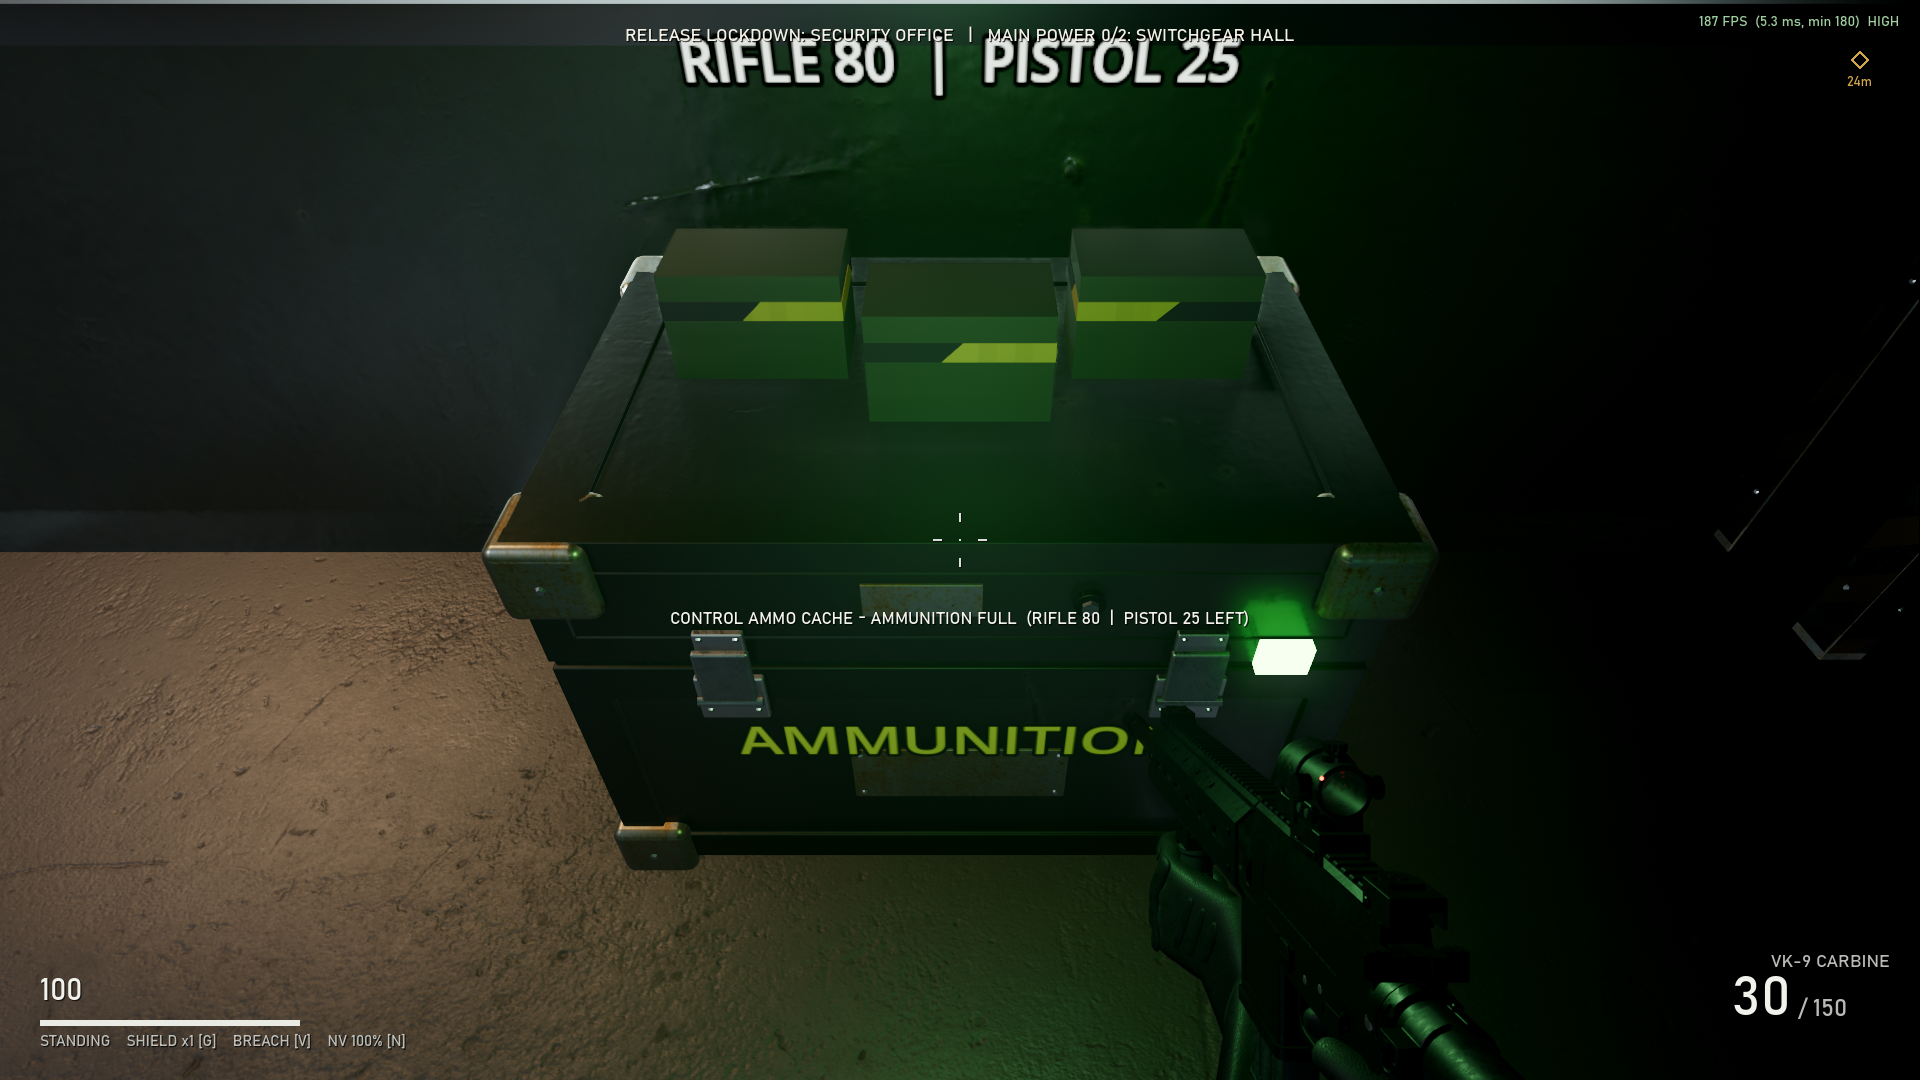 187 FPS (5.3 ms, min 180) HIGH
RELEASE LOCKDOWN: SECURITY OFFICE | MAIN POWER 0/2: SWITCHGEAR HALL
RIFLE 80 | PISTOL 25
24m
CONTROL AMMO CACHE - AMMUNITION FULL (RIFLE 80 | PISTOL 25 LEFT)
AMMUNITION
VK-9 CARBINE
100
30 / 150
STANDING SHIELD x1 [G] BREACH [V] NV 100% [N]